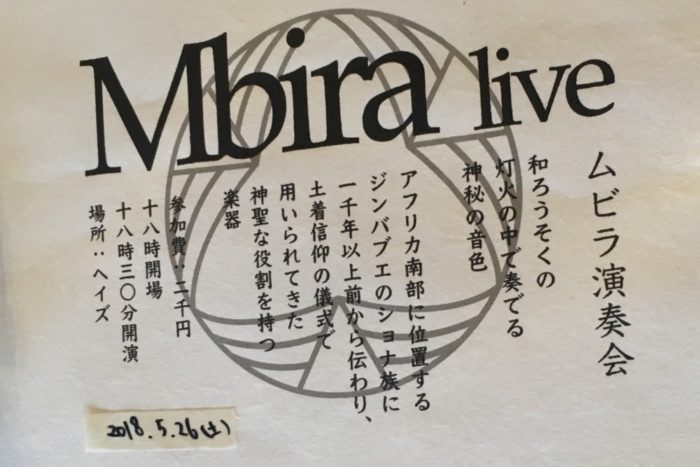 Mbira live
ムビラ演奏会
和ろうそくの
灯火の中で奏でる
神秘の音色
アフリカ南部に位置する
ジンバブエのショナ族に
一千年以上前から伝わり、
土着信仰の儀式で
用いられてきた
神聖な役割を持つ
楽器
参加費:二千円
十八時開場
十八時三〇分開演
場所:ヘイズ
2018.5.26(土)